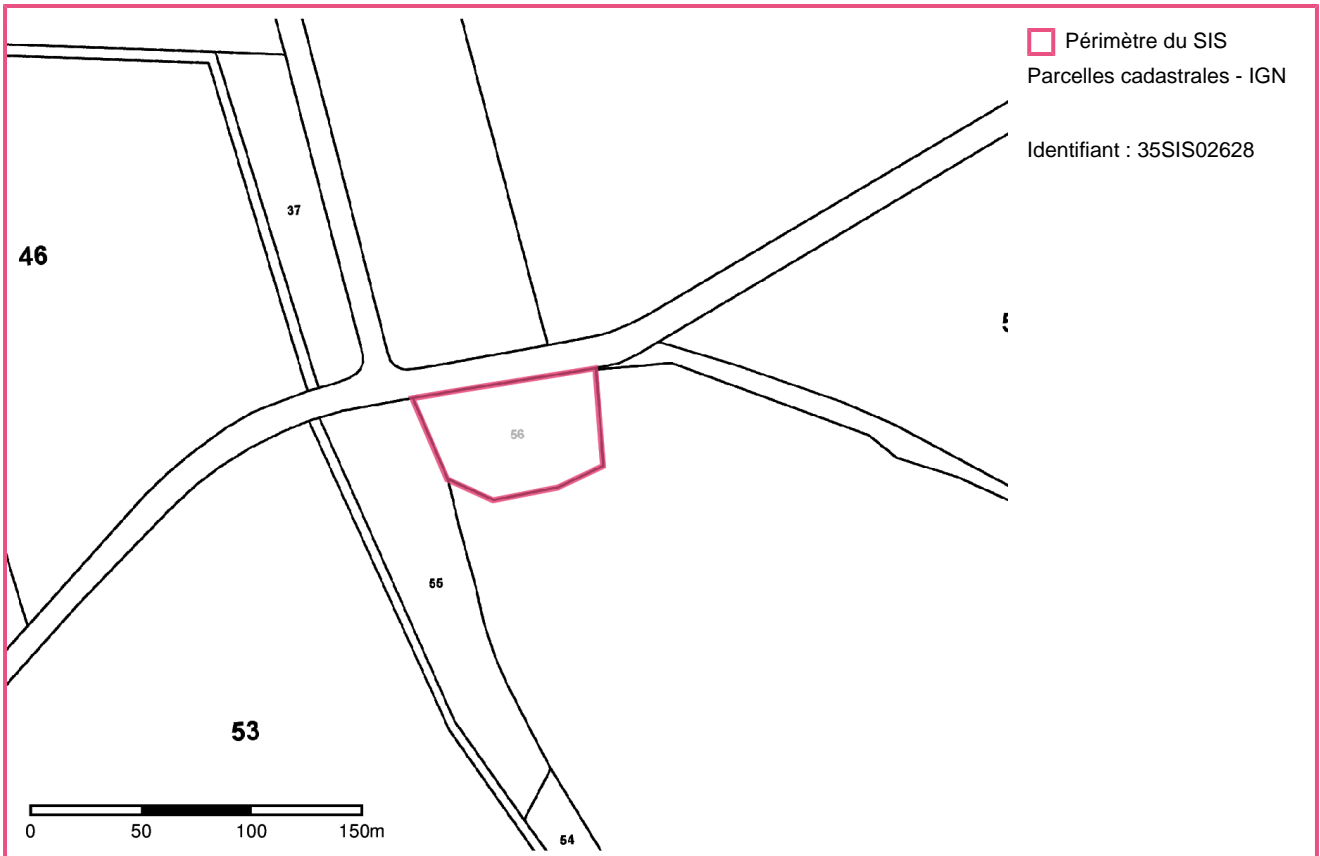 Périmètre du SIS
Parcelles cadastrales - IGN
Identifiant : 35SIS02628
37
46
56
55
53
54
0 50 100 150m